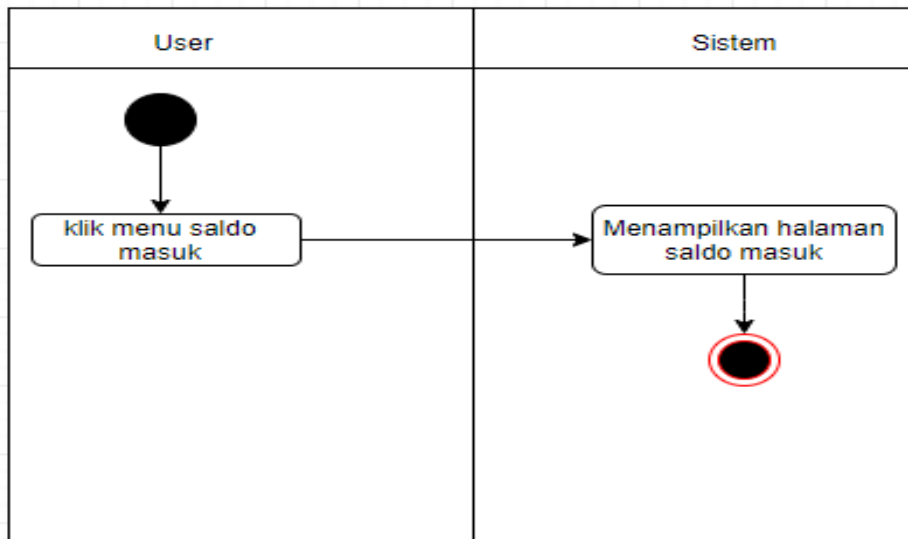 User
Sistem
klik menu saldo
masuk
Menampilkan halaman
saldo masuk